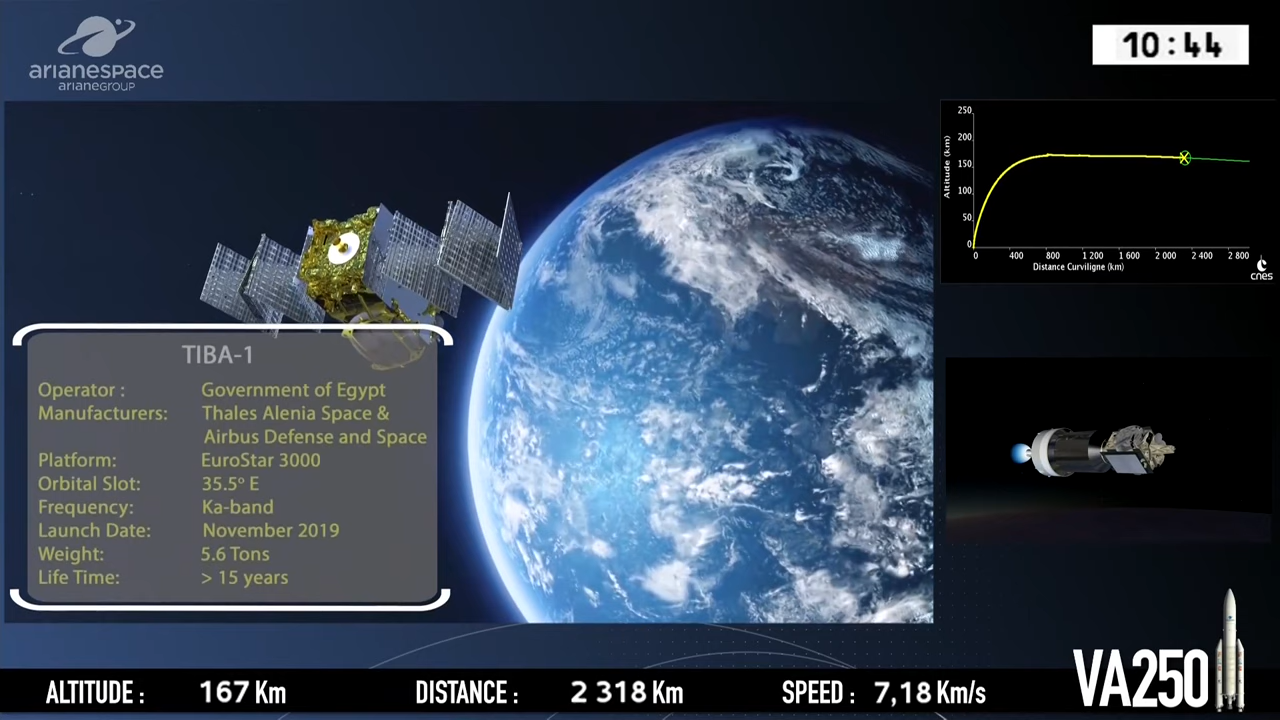 arianespace
arianeGROUP
10:44
250
200
150
100
50
0
Altitude (km)
0 400 800 1 200 1 600 2 000 2 400 2 800
Distance Curviligne (km)
cnes
TIBA-1
Operator : Government of Egypt
Manufacturers: Thales Alenia Space &
Airbus Defense and Space
Platform: EuroStar 3000
Orbital Slot: 35.5º E
Frequency: Ka-band
Launch Date: November 2019
Weight: 5.6 Tons
Life Time: > 15 years
VA250
ALTITUDE : 167 Km DISTANCE : 2 318 Km SPEED : 7,18 Km/s